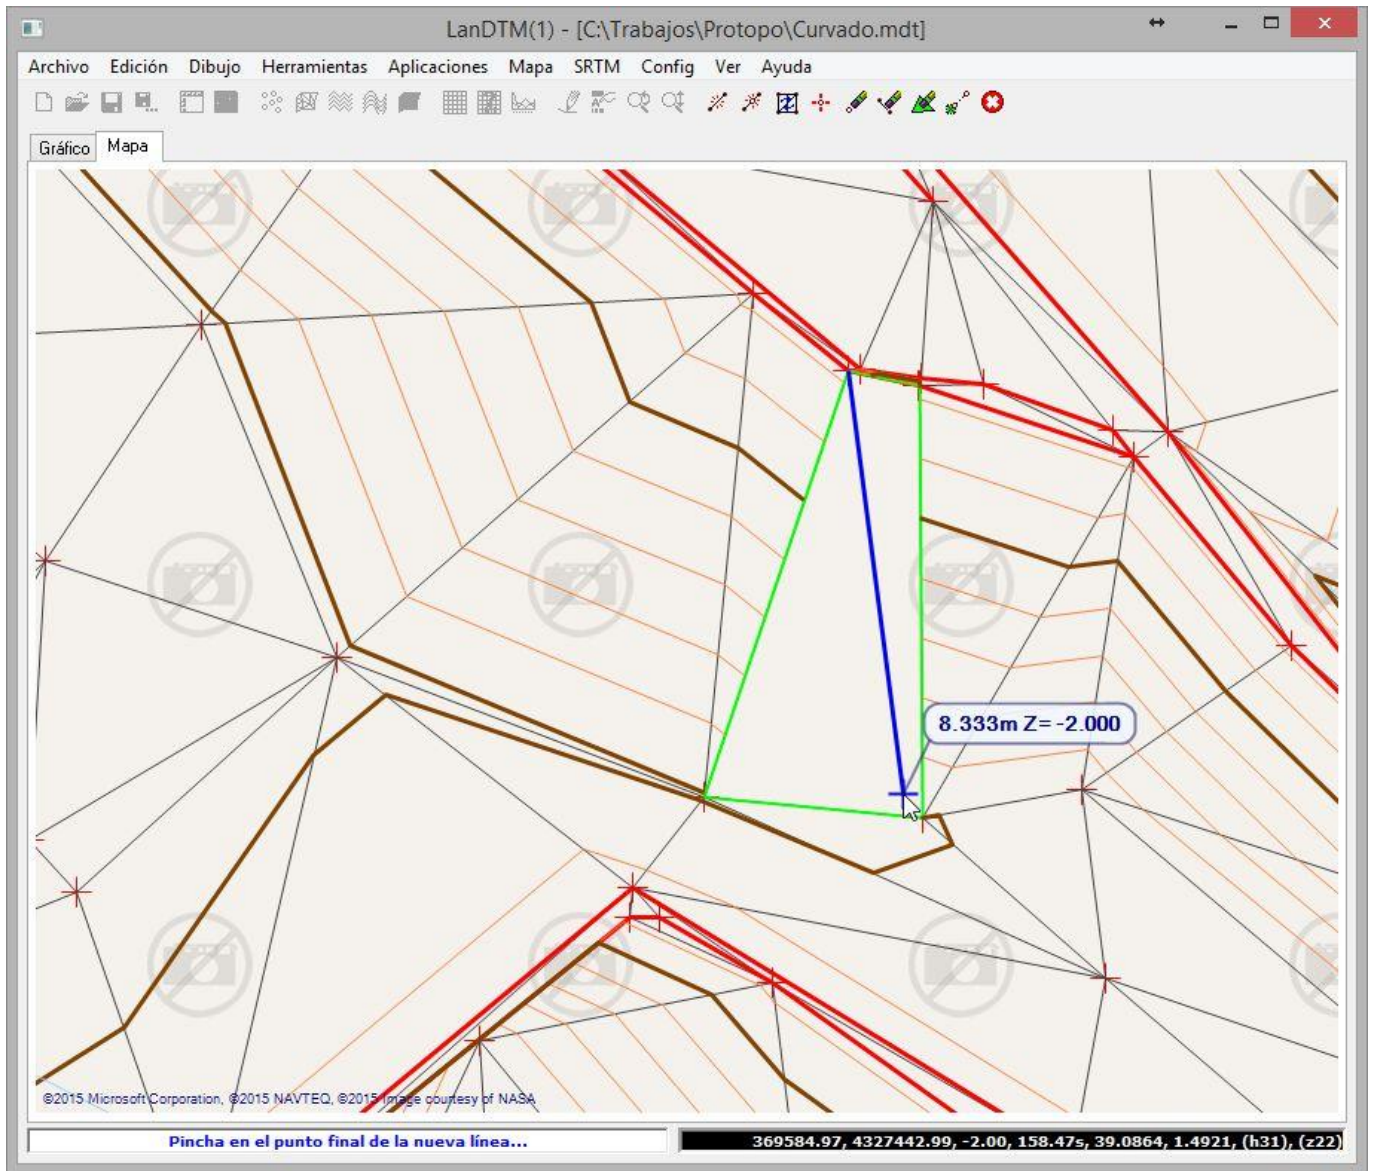 LanDTM(1) - [C:\Trabajos\Protopo\Curvado.mdt]
Archivo Edición Dibujo Herramientas Aplicaciones Mapa SRTM Config Ver Ayuda
Gráfico Mapa
8.333m Z= -2.000
©2015 Microsoft Corporation, ©2015 NAVTEQ, ©2015 Image courtesy of NASA
Pincha en el punto final de la nueva línea...
369584.97, 4327442.99, -2.00, 158.47s, 39.0864, 1.4921, (h31), (z22)